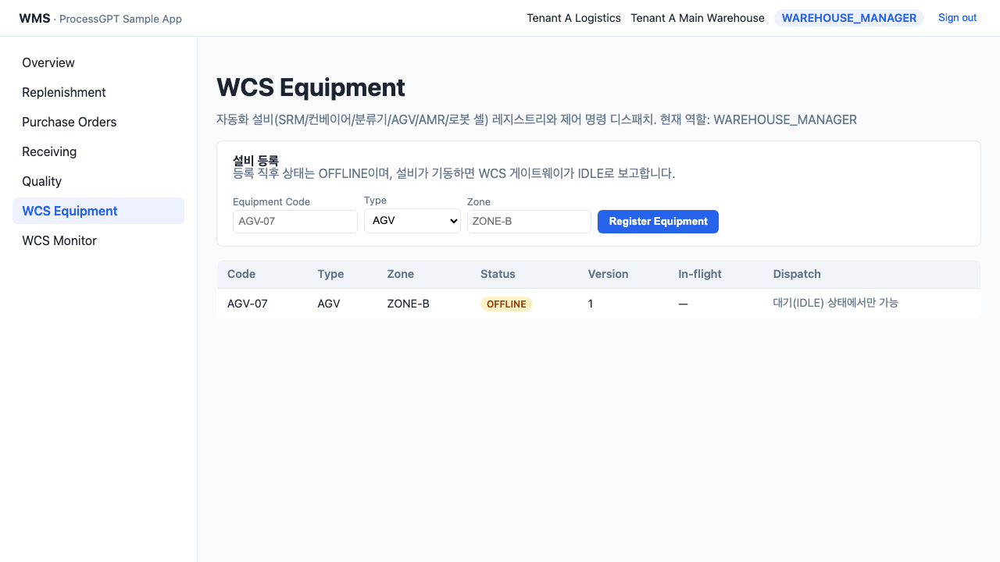 WMS · ProcessGPT Sample App
Tenant A Logistics Tenant A Main Warehouse WAREHOUSE_MANAGER Sign out
Overview
Replenishment
Purchase Orders
Receiving
Quality
WCS Equipment
WCS Monitor
WCS Equipment
자동화 설비(SRM/컨베이어/분류기/AGV/AMR/로봇 셀) 레지스트리와 제어 명령 디스패치. 현재 역할: WAREHOUSE_MANAGER
설비 등록
등록 직후 상태는 OFFLINE이며, 설비가 기동하면 WCS 게이트웨이가 IDLE로 보고합니다.
Equipment Code Type Zone
AGV-07 AGV ZONE-B Register Equipment
Code Type Zone Status Version In-flight Dispatch
AGV-07 AGV ZONE-B OFFLINE 1 — 대기(IDLE) 상태에서만 가능